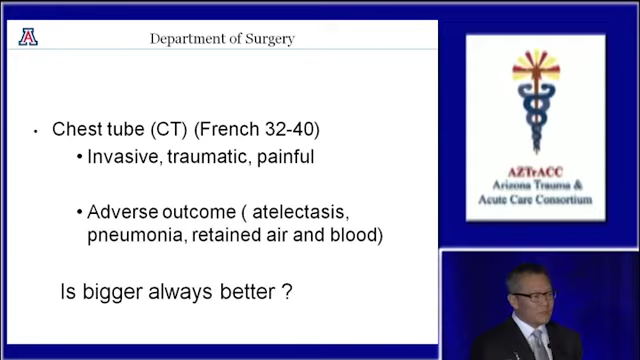 Department of Surgery
• Chest tube (CT) (French 32-40)
• Invasive, traumatic, painful
• Adverse outcome ( atelectasis,
pneumonia, retained air and blood)
Is bigger always better ?
AZTrACC
Arizona Trauma &
Acute Care Consortium